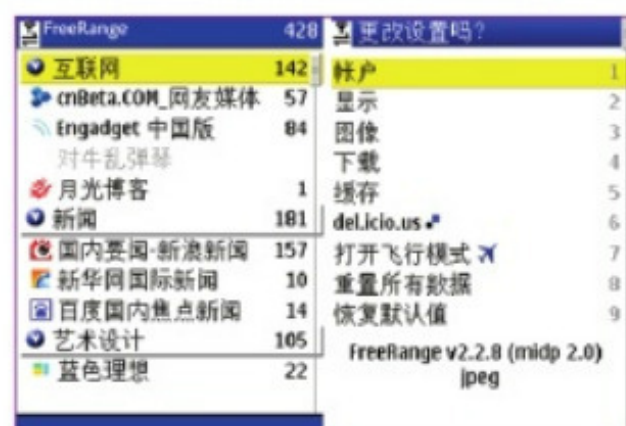 FreeRange 428
互联网 142
cnBeta.COM_网友媒体 57
Engadget 中国版 84
对牛乱弹琴
月光博客 1
新闻 181
国内要闻-新浪新闻 157
新华网国际新闻 10
百度国内焦点新闻 14
艺术设计 105
蓝色理想 22
更改设置吗?
帐户 1
显示 2
图像 3
下载 4
缓存 5
del.icio.us 6
打开飞行模式 7
重置所有数据 8
恢复默认值 9
FreeRange v2.2.8 (midp 2.0)
jpeg